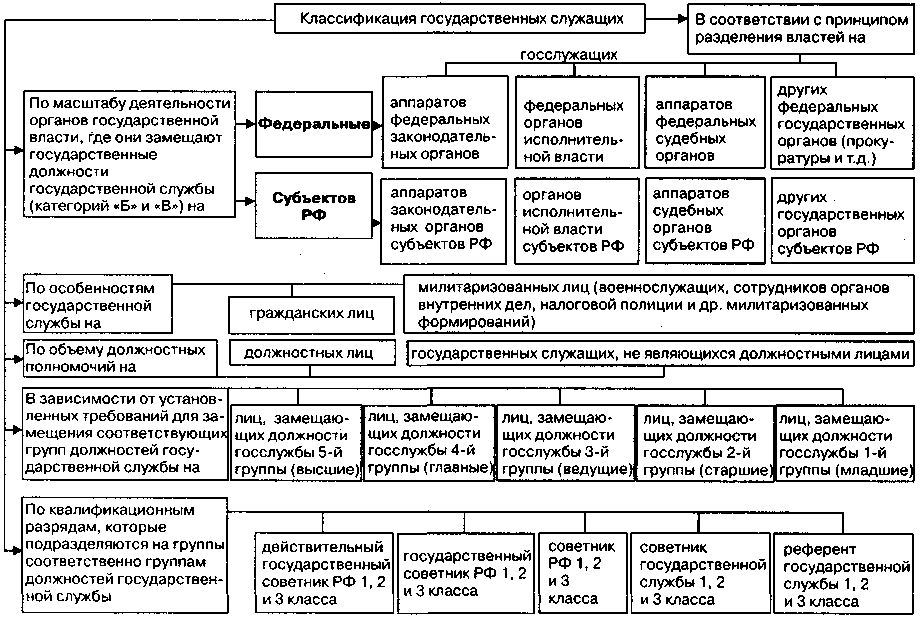 Классификация государственных служащих
В соответствии с принципом
разделения властей на
госслужащих
По масштабу деятельности
органов государственной
власти, где они замещают
государственные
должности
государственной службы
(категорий «Б» и «В») на
Федеральные
аппаратов
федеральных
законодатель-
ных органов
федеральных
органов
исполнитель-
ной власти
аппаратов
федеральных
судебных
органов
других
федеральных
государственных
органов (проку-
ратуры и т.д.)
Субъектов
РФ
аппаратов
законодатель-
ных органов
субъектов РФ
органов
исполнитель-
ной власти
субъектов РФ
аппаратов
судебных
органов
субъектов РФ
других
государственных
органов
субъектов РФ
По особенностям
государственной
службы на
гражданских лиц
милитаризованных лиц (военнослужащих, сотрудников органов
внутренних дел, налоговой полиции и др. милитаризованных
формирований)
По объему должностных
полномочий на
должностных лиц
государственных служащих, не являющихся должностными лицами
В зависимости от установ-
ленных требований для за-
мещения соответствующих
групп должностей госу-
дарственной службы на
лиц, замещаю-
щих должности
госслужбы 5-й
группы (высшие)
лиц, замещаю-
щих должности
госслужбы 4-й
группы (главные)
лиц, замещаю-
щих должности
госслужбы 3-й
группы (ведущие)
лиц, замещаю-
щих должности
госслужбы 2-й
группы (старшие)
лиц, замещаю-
щих должности
госслужбы 1-й
группы (младшие)
По квалификационным
разрядам, которые
подразделяются на группы
соответственно группам
должностей государствен-
ной службы
действительный
государственный
советник РФ 1, 2
и 3 класса
государственный
советник РФ 1, 2
и 3 класса
советник
РФ 1, 2
и 3
класса
советник
государственной
службы 1, 2
и 3 класса
референт
государственной
службы 1, 2
и 3 класса